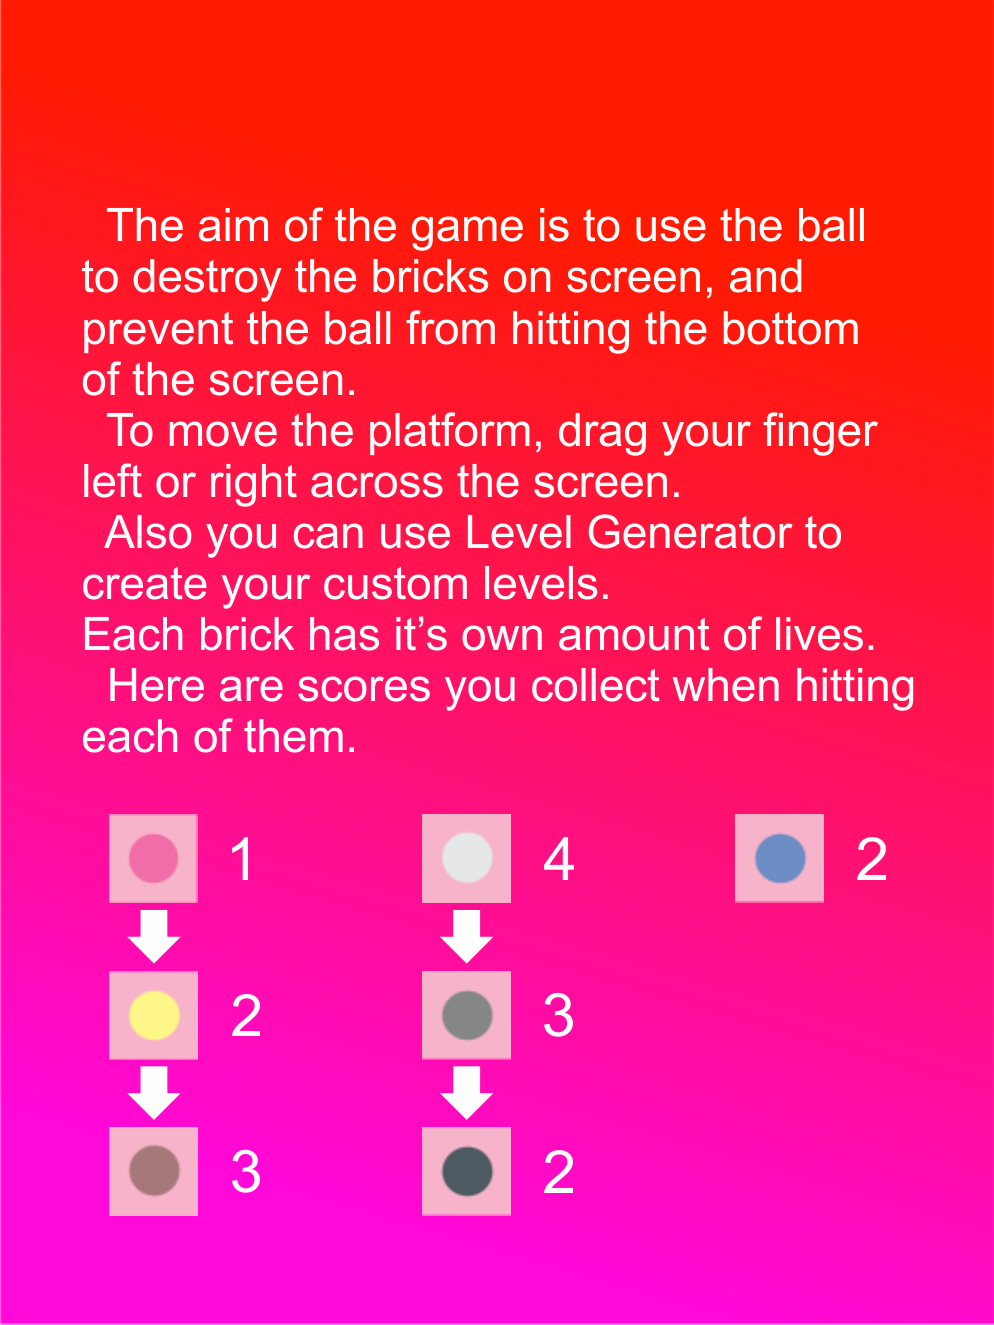 The aim of the game is to use the ball
to destroy the bricks on screen, and
prevent the ball from hitting the bottom
of the screen.
To move the platform, drag your finger
left or right across the screen.
Also you can use Level Generator to
create your custom levels.
Each brick has it’s own amount of lives.
Here are scores you collect when hitting
each of them.
1 4 2
2 3
3 2